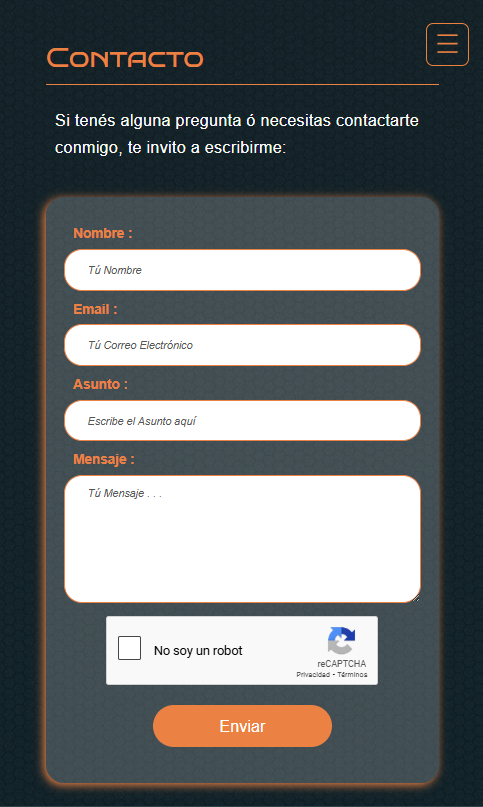 Contacto
Si tenés alguna pregunta ó necesitas contactarte
conmigo, te invito a escribirme:
Nombre :
Tú Nombre
Email :
Tú Correo Electrónico
Asunto :
Escribe el Asunto aquí
Mensaje :
Tú Mensaje . . .
No soy un robot
reCAPTCHA
Privacidad - Términos
Enviar